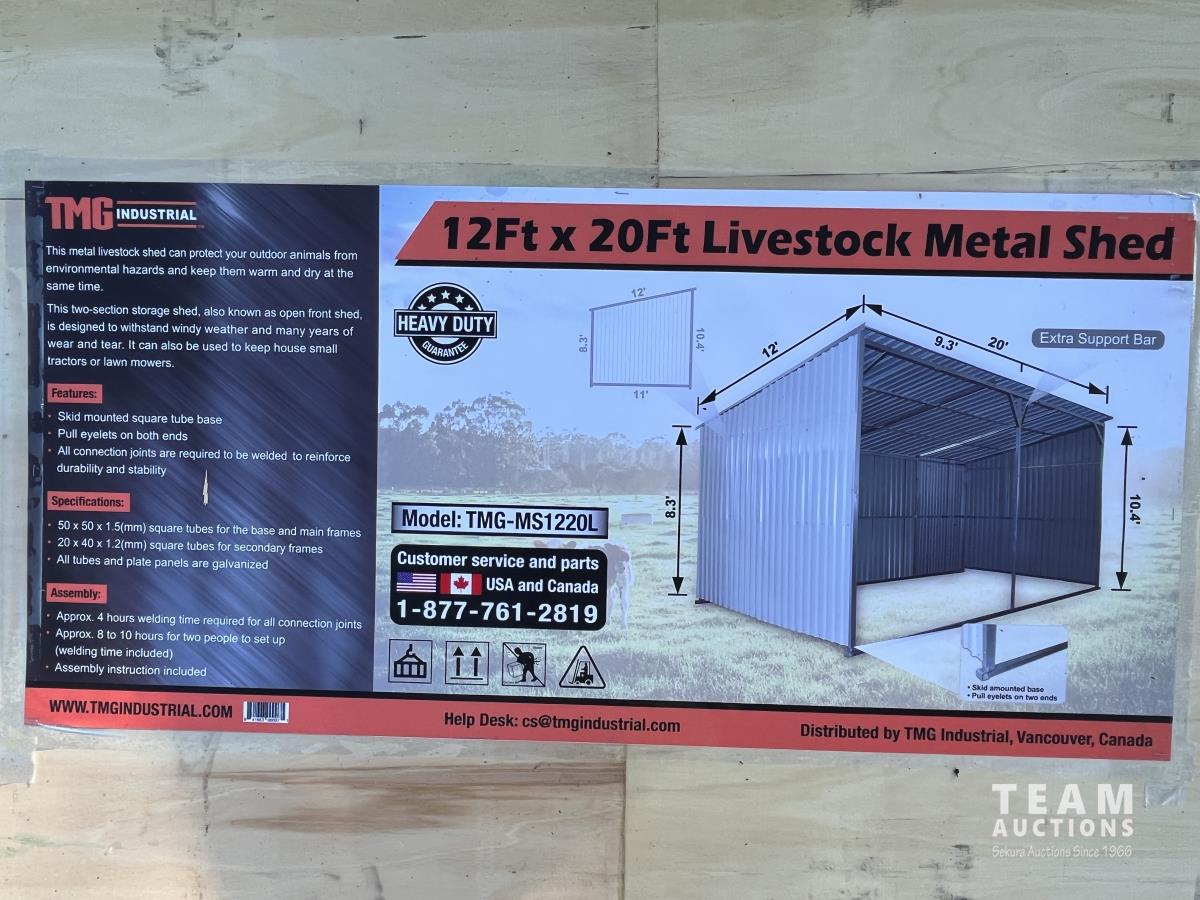 TMG INDUSTRIAL
This metal livestock shed can protect your outdoor animals from
environmental hazards and keep them warm and dry at the
same time.
This two-section storage shed, also known as open front shed,
is designed to withstand windy weather and many years of
wear and tear. It can also be used to keep house small
tractors or lawn mowers.
Features:
• Skid mounted square tube base
• Pull eyelets on both ends
• All connection joints are required to be welded to reinforce
durability and stability
Specifications:
• 50 x 50 x 1.5(mm) square tubes for the base and main frames
• 20 x 40 x 1.2(mm) square tubes for secondary frames
• All tubes and plate panels are galvanized
Assembly:
• Approx. 4 hours welding time required for all connection joints
• Approx. 8 to 10 hours for two people to set up
(welding time included)
• Assembly instruction included
12Ft x 20Ft Livestock Metal Shed
HEAVY DUTY
GUARANTEE
12'
8.3'
10.4'
11'
12'
9.3'
20'
Extra Support Bar
8.3'
10.4'
Model: TMG-MS1220L
Customer service and parts
USA and Canada
1-877-761-2819
• Skid amounted base
• Pull eyelets on two ends
WWW.TMGINDUSTRIAL.COM
Help Desk: cs@tmgindustrial.com
Distributed by TMG Industrial, Vancouver, Canada
TEAM
AUCTIONS
Sekura Auctions Since 1966